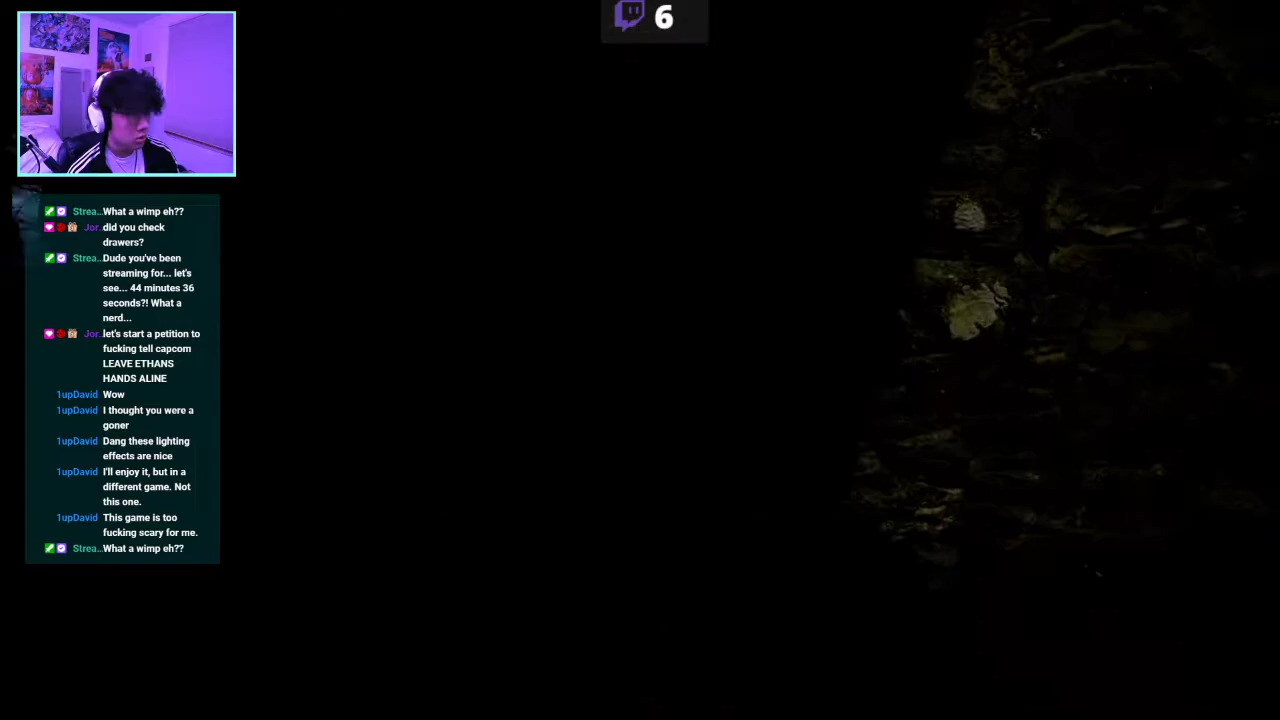 6
Strea...What a wimp eh??
Jor...did you check
drawers?
Strea...Dude you've been
streaming for... let's
see... 44 minutes 36
seconds?! What a
nerd...
Jor...let's start a petition to
fucking tell capcom
LEAVE ETHANS
HANDS ALINE
1upDavid Wow
1upDavid I thought you were a
goner
1upDavid Dang these lighting
effects are nice
1upDavid I'll enjoy it, but in a
different game. Not
this one.
1upDavid This game is too
fucking scary for me.
Strea...What a wimp eh??